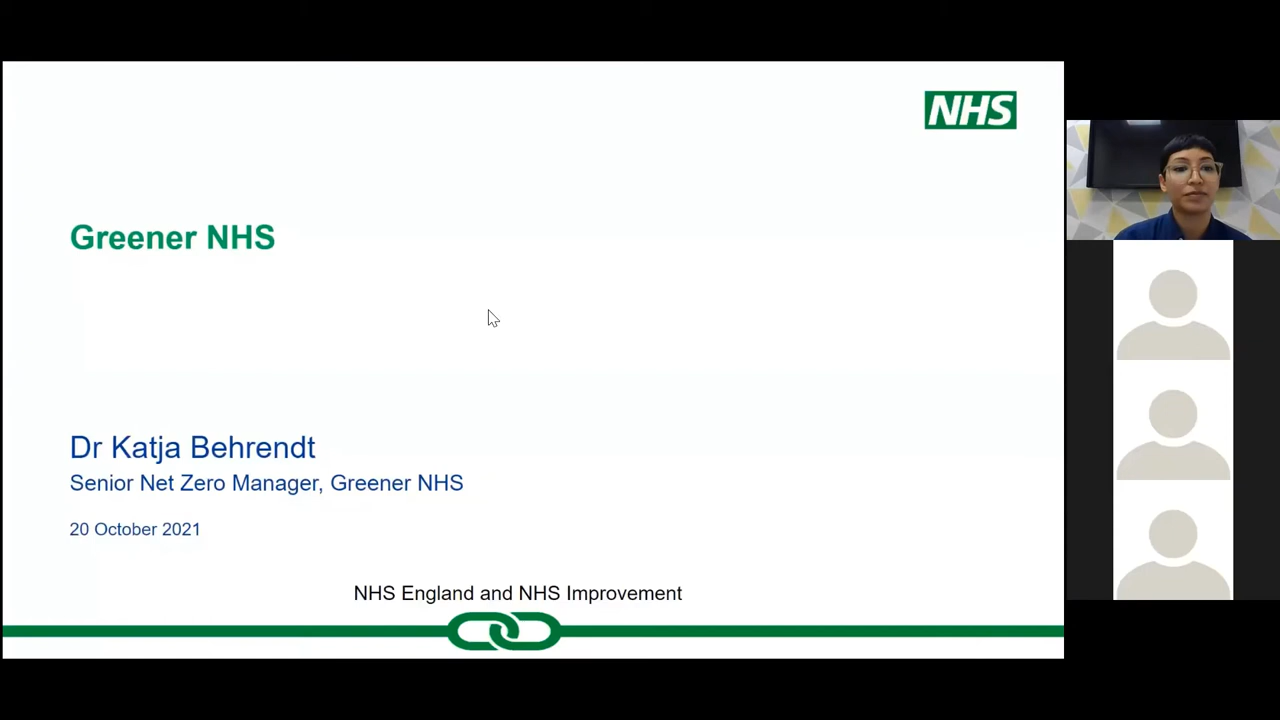 NHS
Greener NHS
Dr Katja Behrendt
Senior Net Zero Manager, Greener NHS
20 October 2021
NHS England and NHS Improvement